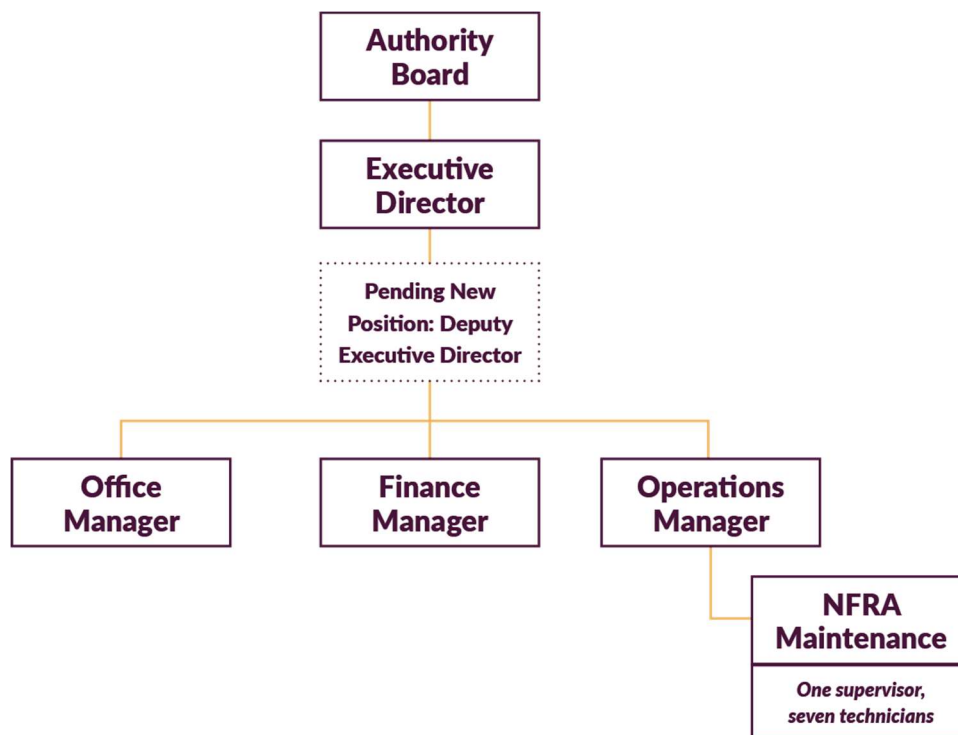 Authority
Board
Executive
Director
Pending New
Position: Deputy
Executive Director
Office
Manager
Finance
Manager
Operations
Manager
NFRA
Maintenance
One supervisor,
seven technicians